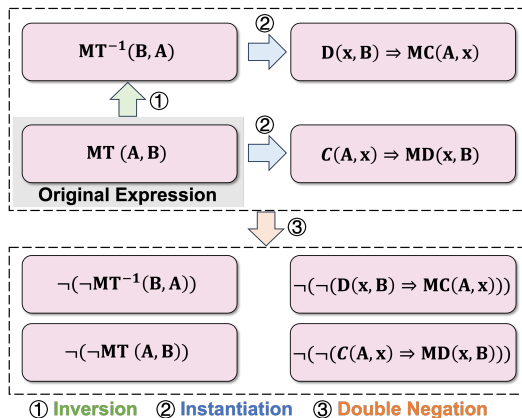 MT⁻¹(B, A)
②
D(x, B) ⇒ MC(A, x)
①
MT (A, B)
②
C(A, x) ⇒ MD(x, B)
Original Expression
③
¬(¬MT⁻¹(B, A))
¬(¬(D(x, B) ⇒ MC(A, x)))
¬(¬MT (A, B))
¬(¬(C(A, x) ⇒ MD(x, B)))
① Inversion ② Instantiation ③ Double Negation